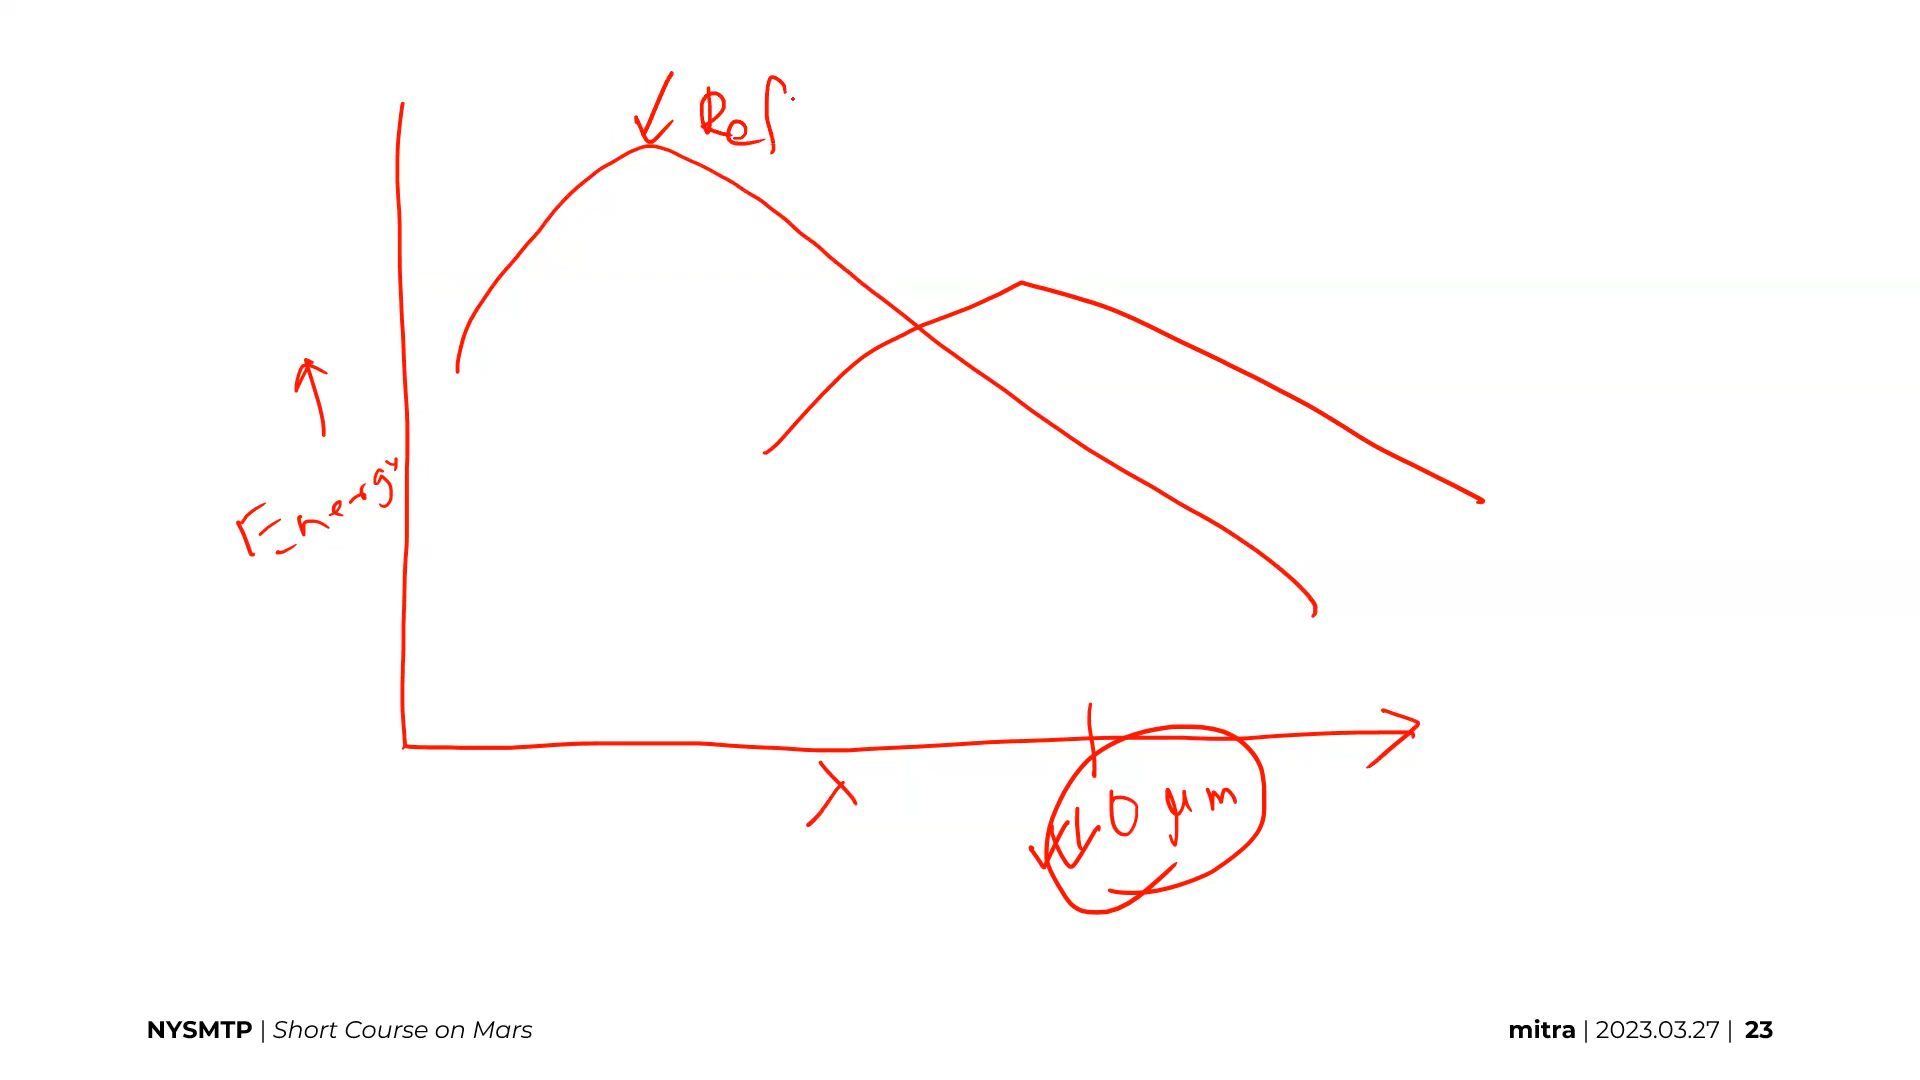 Ref.
Energy
λ
10 μm
NYSMTP | Short Course on Mars
mitra | 2023.03.27 | 23